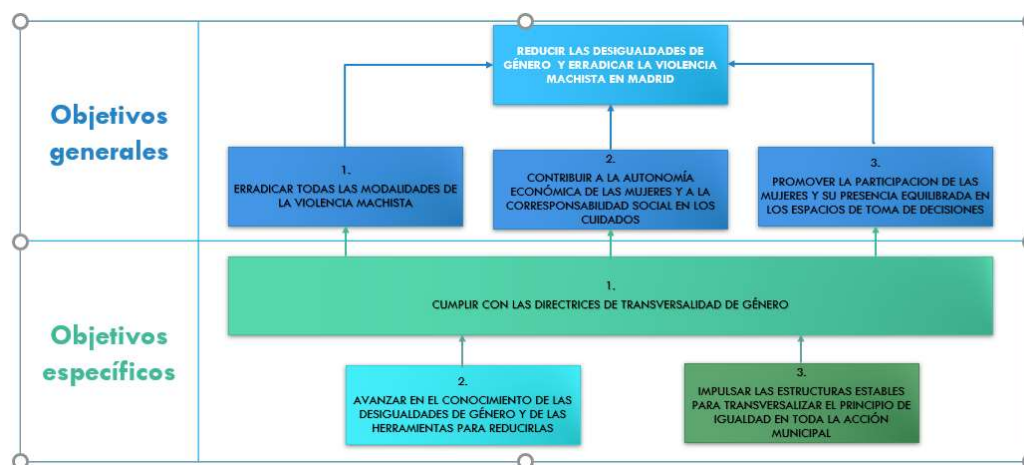 Objetivos
generales
REDUCIR LAS DESIGUALDADES DE
GÉNERO Y ERRADICAR LA VIOLENCIA
MACHISTA EN MADRID
1.
ERRADICAR TODAS LAS MODALIDADES DE
LA VIOLENCIA MACHISTA
2.
CONTRIBUIR A LA AUTONOMÍA
ECONÓMICA DE LAS MUJERES Y A LA
CORRESPONSABILIDAD SOCIAL EN LOS
CUIDADOS
3.
PROMOVER LA PARTICIPACION DE LAS
MUJERES Y SU PRESENCIA EQUILIBRADA EN
LOS ESPACIOS DE TOMA DE DECISIONES
Objetivos
específicos
1.
CUMPLIR CON LAS DIRECTRICES DE TRANSVERSALIDAD DE GÉNERO
2.
AVANZAR EN EL CONOCIMIENTO DE LAS
DESIGUALDADES DE GÉNERO Y DE LAS
HERRAMIENTAS PARA REDUCIRLAS
3.
IMPULSAR LAS ESTRUCTURAS ESTABLES
PARA TRANSVERSALIZAR EL PRINCIPIO DE
IGUALDAD EN TODA LA ACCIÓN
MUNICIPAL